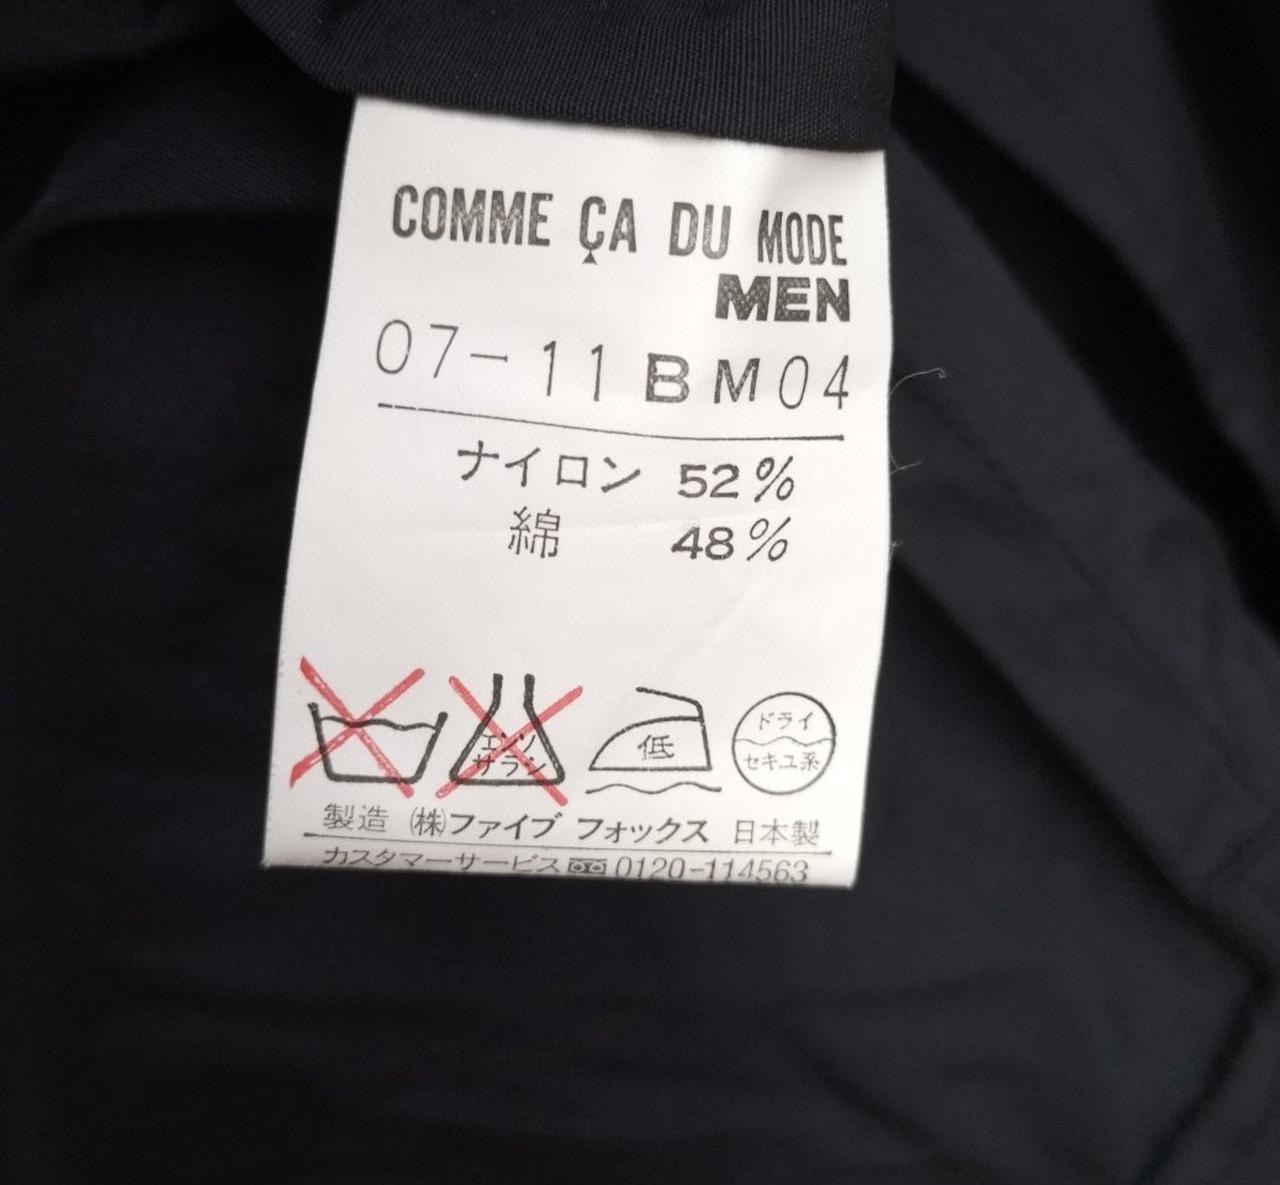 COMME ÇA DU MODE
MEN
07-11BM04
ナイロン 52%
綿 48%
エンソ
サラシ
低
ドライ
セキユ系
製造 (株)ファイブ フォックス 日本製
カスタマーサービス 0120-114563